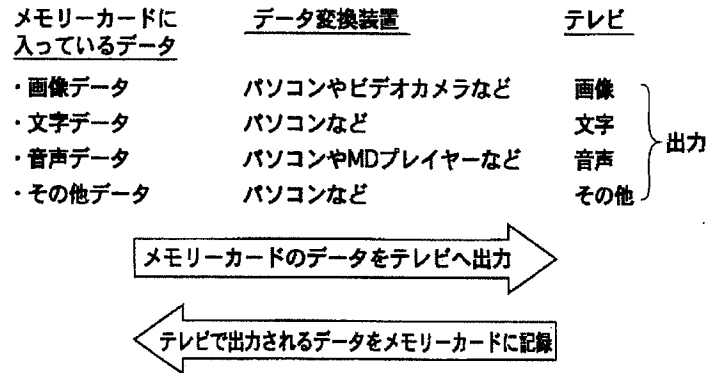 メモリーカードに データ変換装置 テレビ
入っているデータ
・画像データ パソコンやビデオカメラなど 画像
・文字データ パソコンなど 文字
・音声データ パソコンやMDプレイヤーなど 音声
出力
・その他データ パソコンなど その他
メモリーカードのデータをテレビへ出力
テレビで出力されるデータをメモリーカードに記録